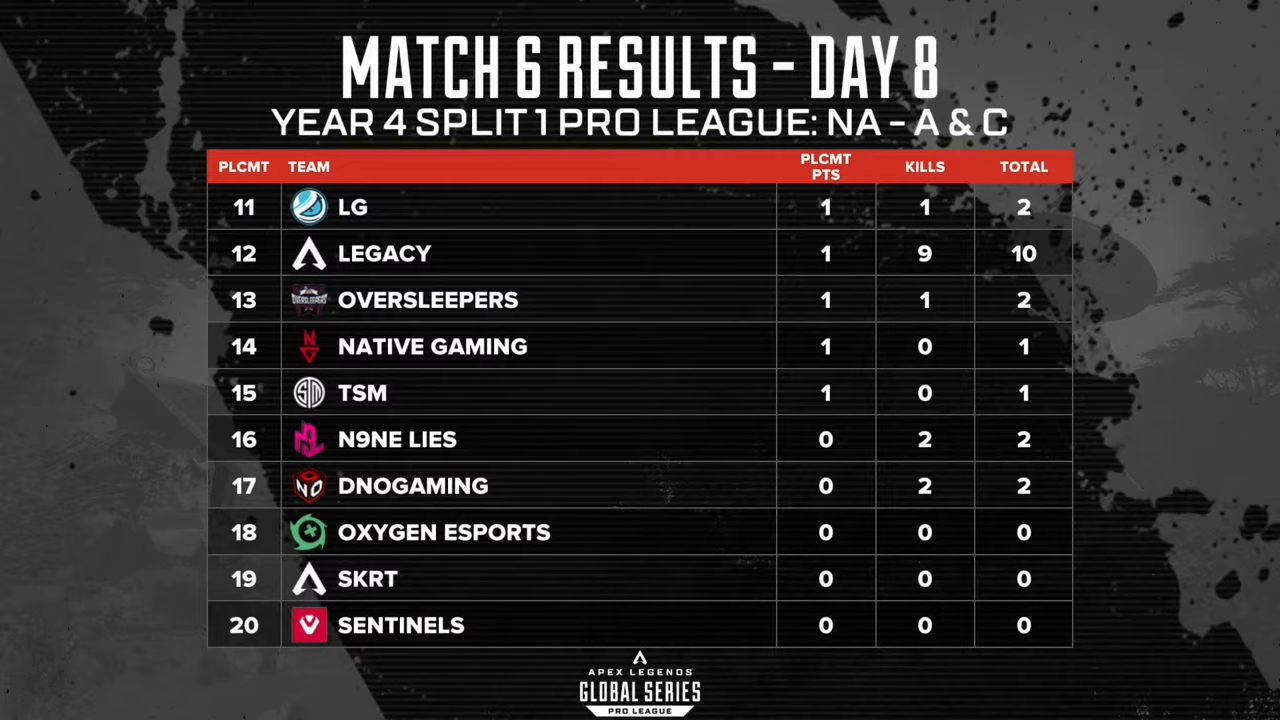 MATCH 6 RESULTS - DAY 8
YEAR 4 SPLIT 1 PRO LEAGUE: NA - A & C
PLCMT TEAM PLCMT PTS KILLS TOTAL
11 LG 1 1 2
12 LEGACY 1 9 10
13 OVERSLEEPERS 1 1 2
14 NATIVE GAMING 1 0 1
15 TSM 1 0 1
16 N9NE LIES 0 2 2
17 DNOGAMING 0 2 2
18 OXYGEN ESPORTS 0 0 0
19 SKRT 0 0 0
20 SENTINELS 0 0 0
APEX LEGENDS
GLOBAL SERIES
PRO LEAGUE